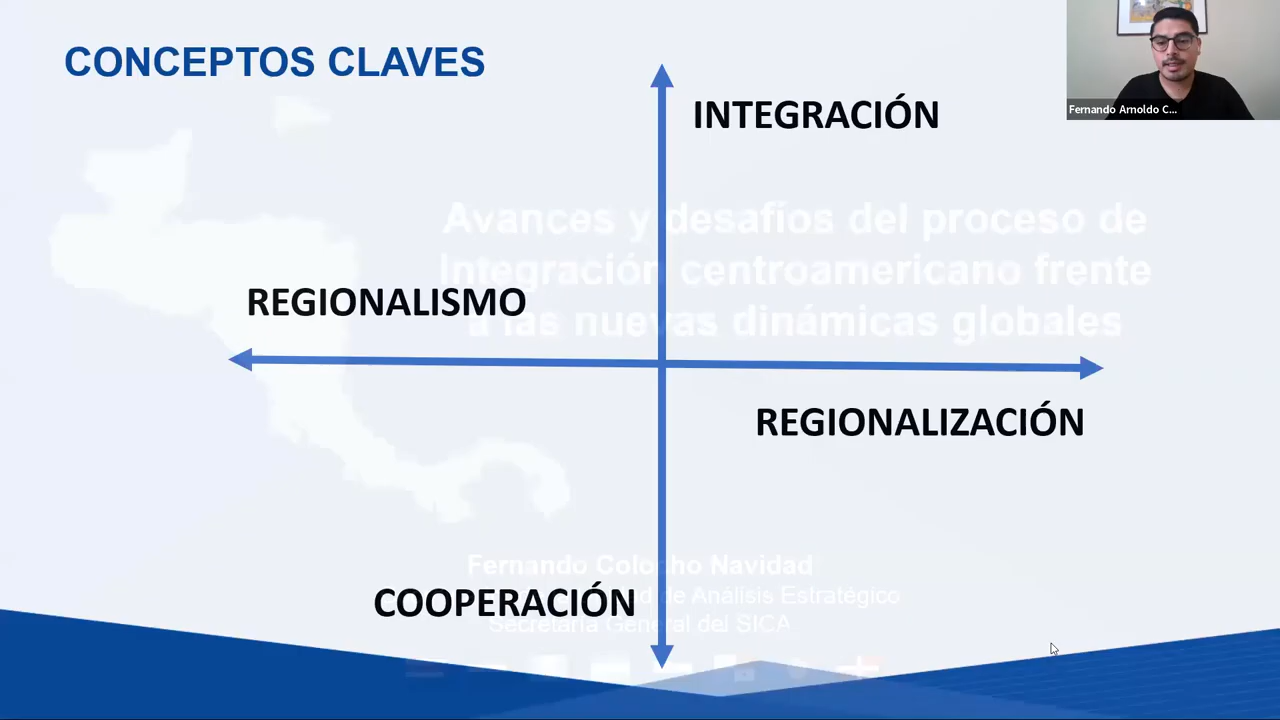 CONCEPTOS CLAVES
Fernando Arnoldo C...
INTEGRACIÓN
Avances y desafíos del proceso de
Integración centroamericano frente
a las nuevas dinámicas globales
REGIONALISMO
REGIONALIZACIÓN
Fernando Colocho Navidad
de Análisis Estratégico
COOPERACIÓN
Secretaría General del SICA